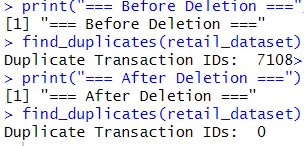 > print("=== Before Deletion ===")
[1] "=== Before Deletion ==="
> find_duplicates(retail_dataset)
Duplicate Transaction IDs:  7108>
> print("=== After Deletion ===")
[1] "=== After Deletion ==="
> find_duplicates(retail_dataset)
Duplicate Transaction IDs:  0